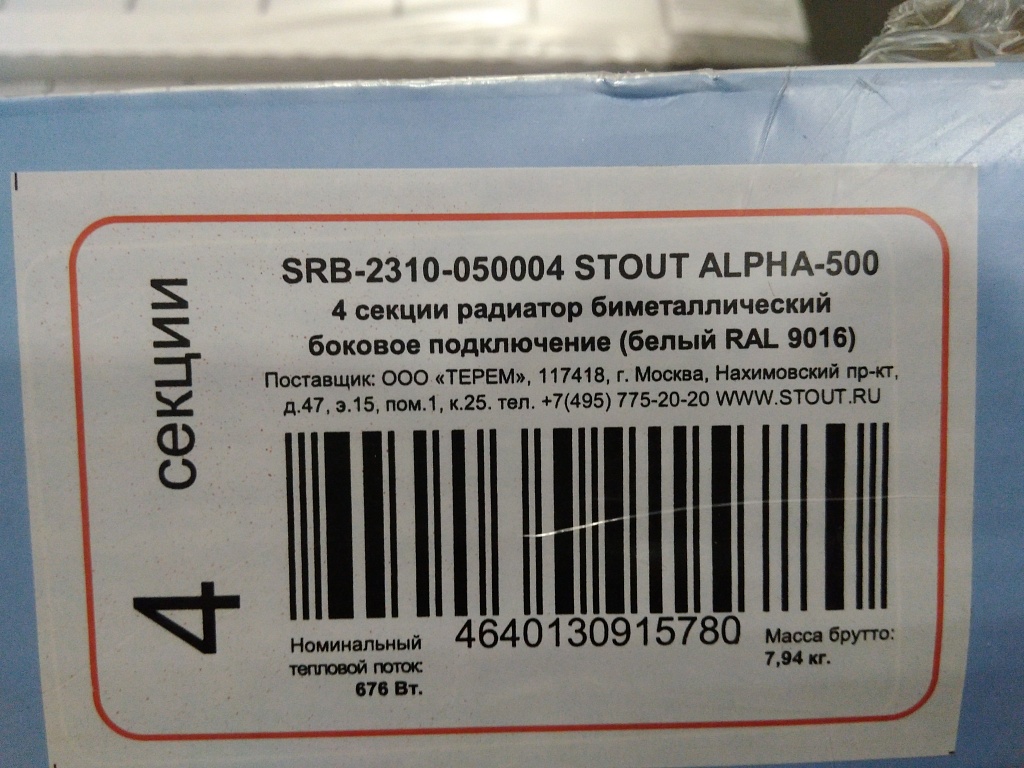 4 секции
SRB-2310-050004 STOUT ALPHA-500
4 секции радиатор биметаллический
боковое подключение (белый RAL 9016)
Поставщик: ООО «ТЕРЕМ», 117418, г. Москва, Нахимовский пр-кт,
д.47, э.15, пом.1, к.25. тел. +7(495) 775-20-20 WWW.STOUT.RU
4640130915780
Номинальный
тепловой поток:
676 Вт.
Масса брутто:
7,94 кг.